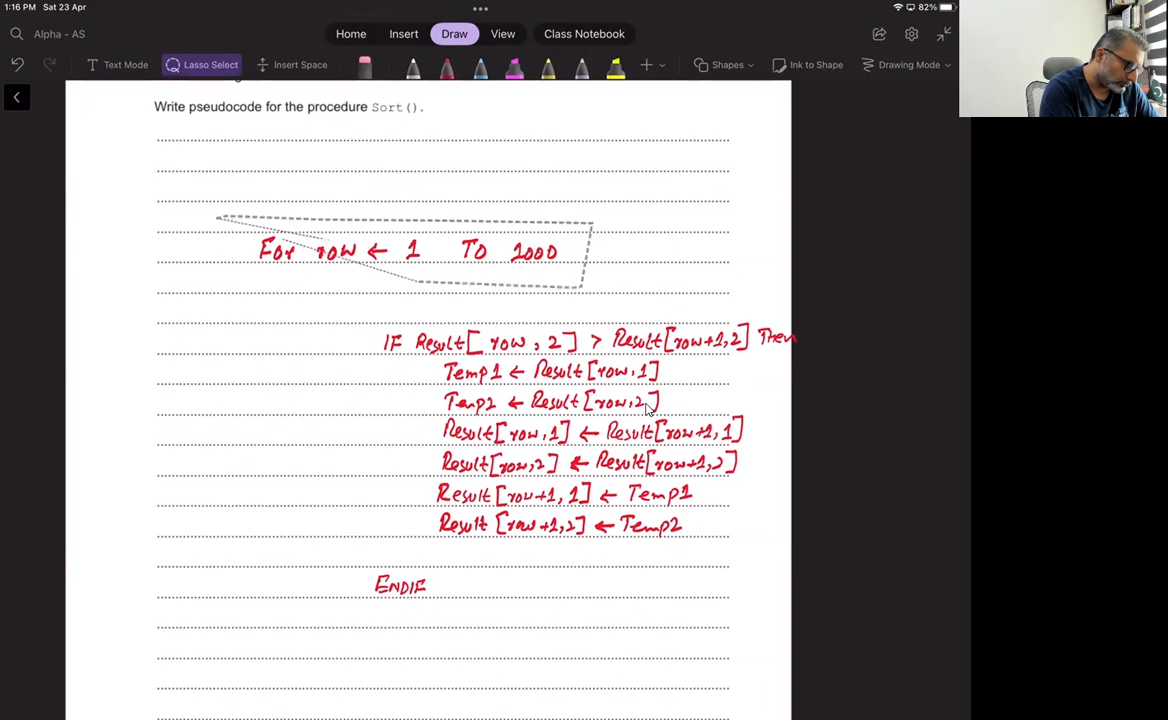 1:16 PM Sat 23 Apr 82%
Alpha - AS Home Insert Draw View Class Notebook
Text Mode Lasso Select Insert Space Shapes Ink to Shape Drawing Mode
Write pseudocode for the procedure Sort().
For row ← 1 TO 1000
IF Result[row, 2] > Result[row+1,2] Then
Temp1 ← Result[row,1]
Temp2 ← Result[row,2]
Result[row,1] ← Result[row+1,1]
Result[row,2] ← Result[row+1,2]
Result[row+1,1] ← Temp1
Result[row+1,2] ← Temp2
ENDIF